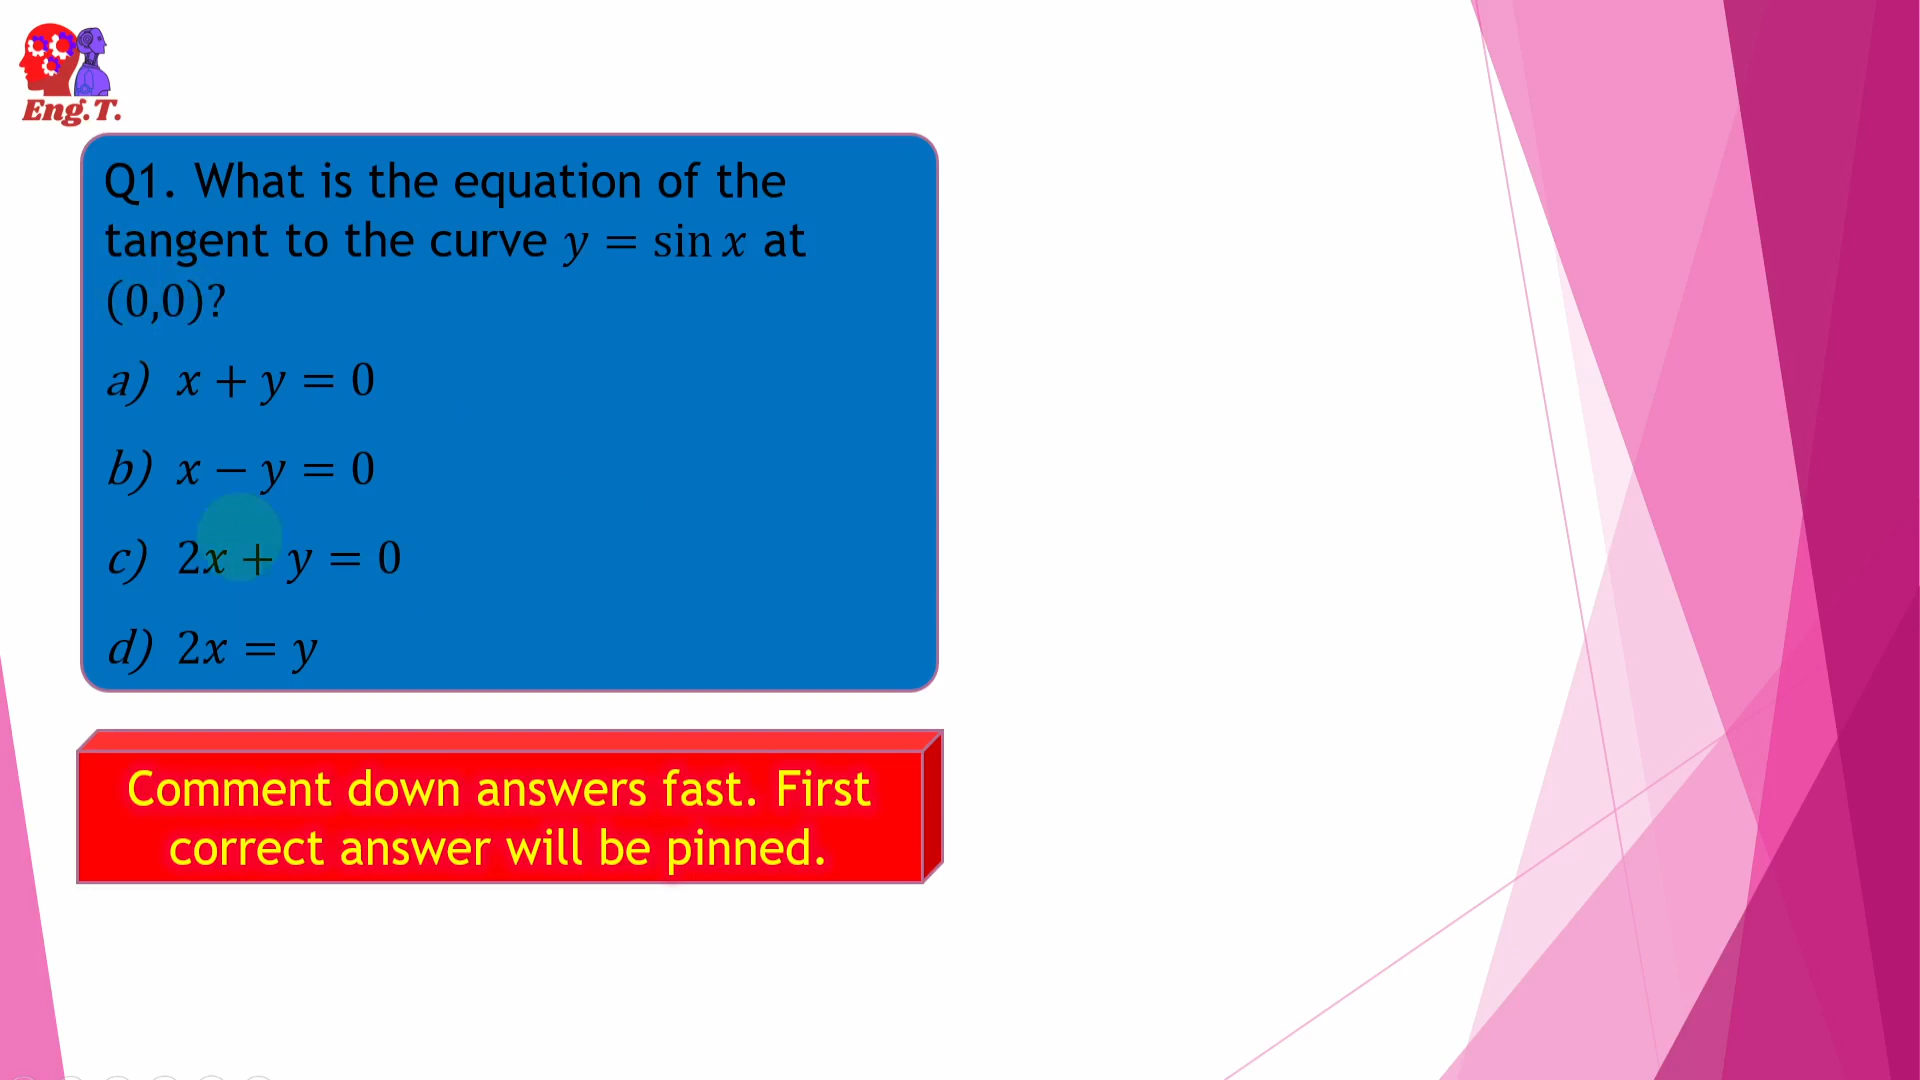 Eng.T.
Q1. What is the equation of the
tangent to the curve y = sin x at
(0,0)?
a) x + y = 0
b) x − y = 0
c) 2x + y = 0
d) 2x = y
Comment down answers fast. First
correct answer will be pinned.